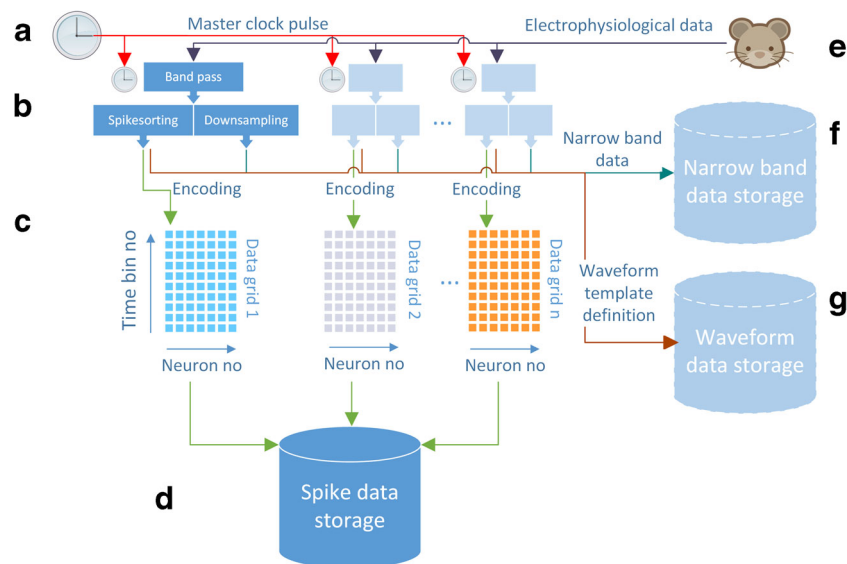 a
Master clock pulse
Electrophysiological data
e
Band pass
b
Spikesorting
Downsampling
...
Narrow band
data
f
Narrow band
data storage
Encoding
Encoding
Encoding
c
Time bin no
Data grid 1
Data grid 2
...
Data grid n
Waveform
template
definition
g
Waveform
data storage
Neuron no
Neuron no
Neuron no
d
Spike data
storage